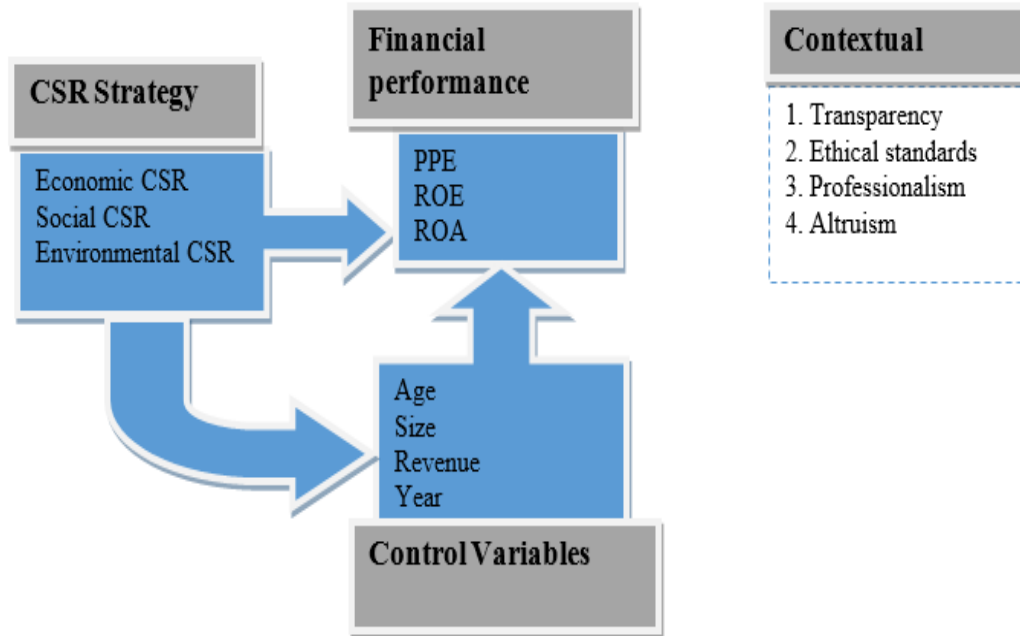 CSR Strategy
Economic CSR
Social CSR
Environmental CSR
Financial
performance
PPE
ROE
ROA
Age
Size
Revenue
Year
Control Variables
Contextual
1. Transparency
2. Ethical standards
3. Professionalism
4. Altruism